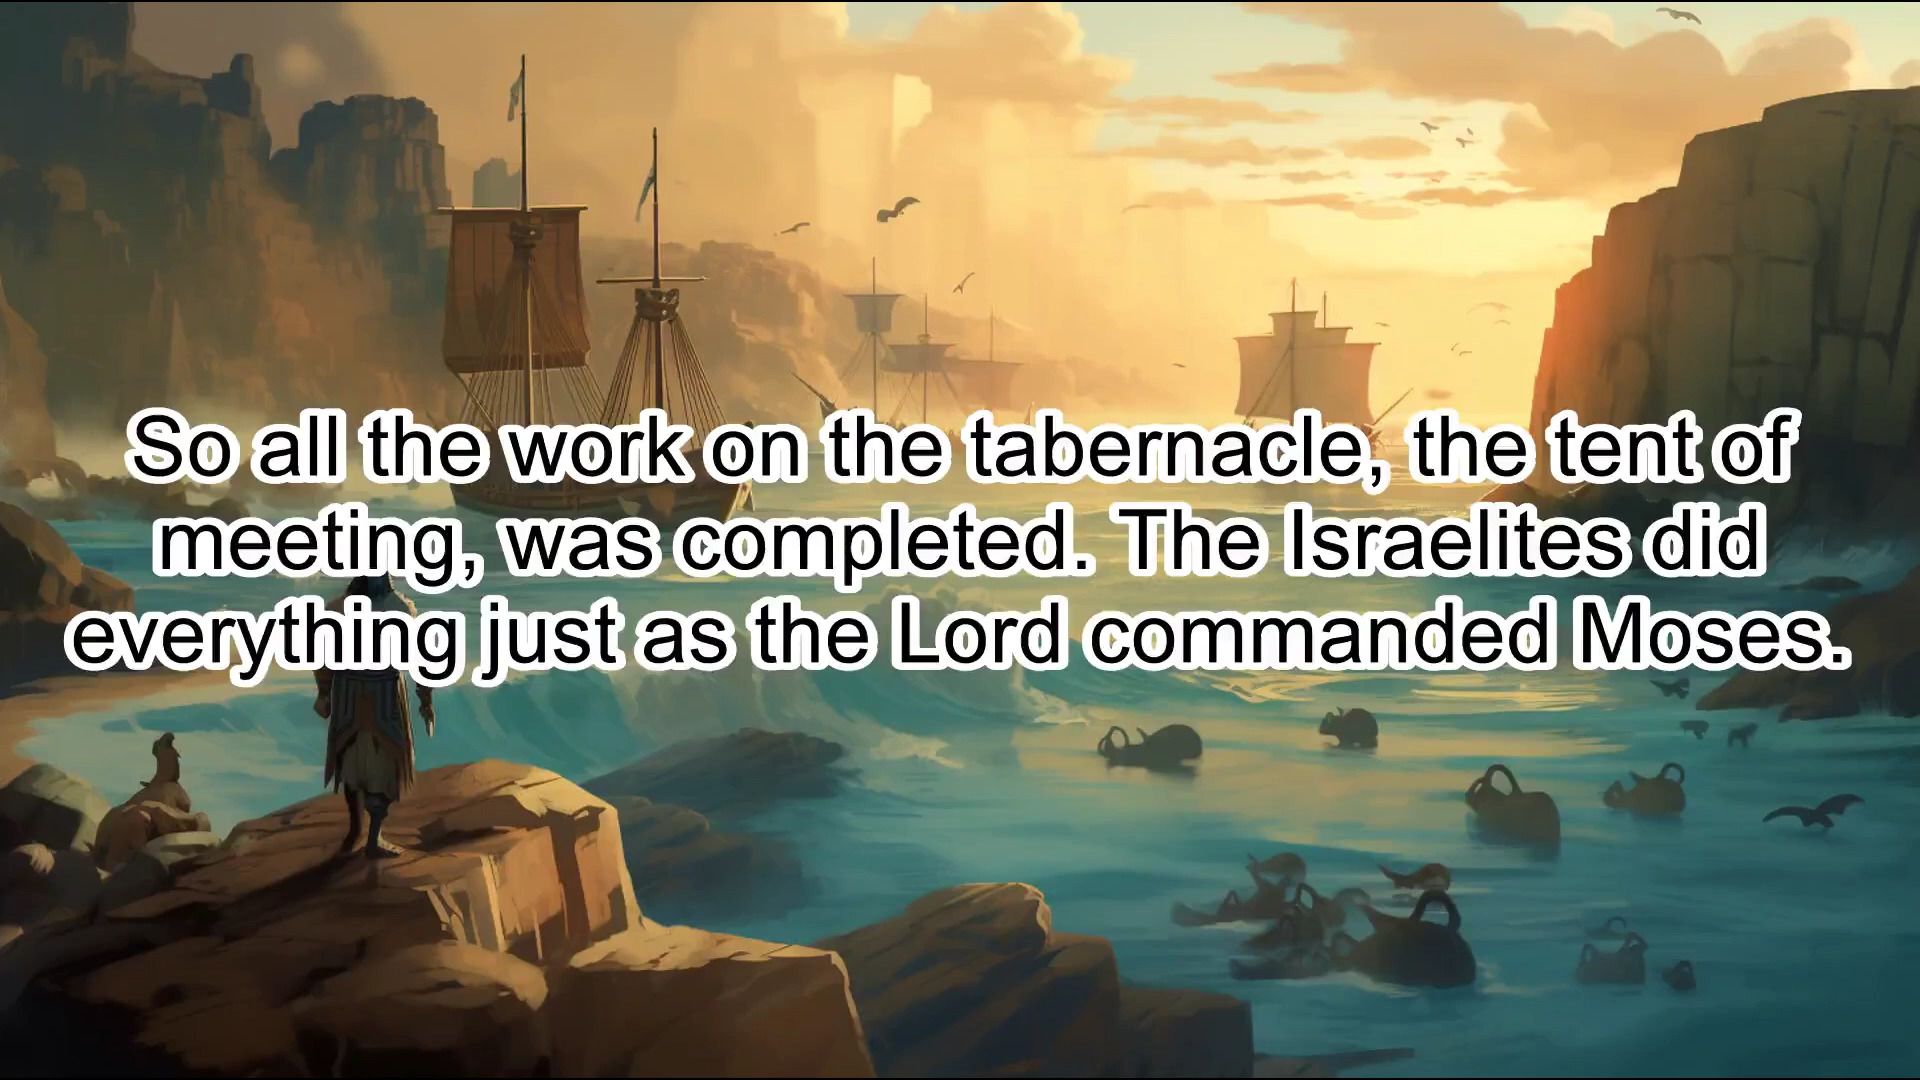 So all the work on the tabernacle, the tent of
meeting, was completed. The Israelites did
everything just as the Lord commanded Moses.